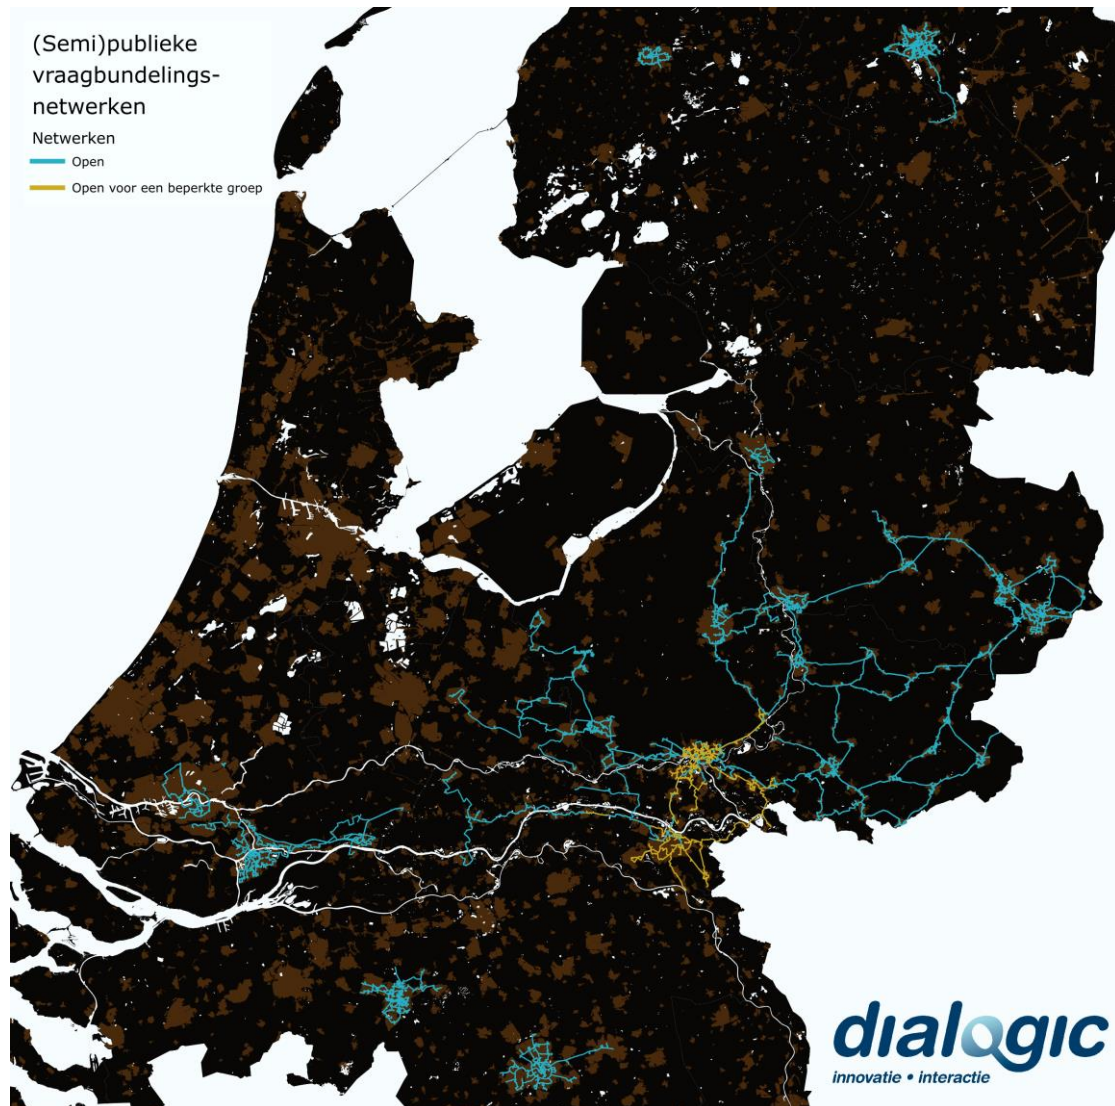 (Semi)publieke
vraagbundelings-
netwerken
Netwerken
Open
Open voor een beperkte groep
dialogic
innovatie • interactie